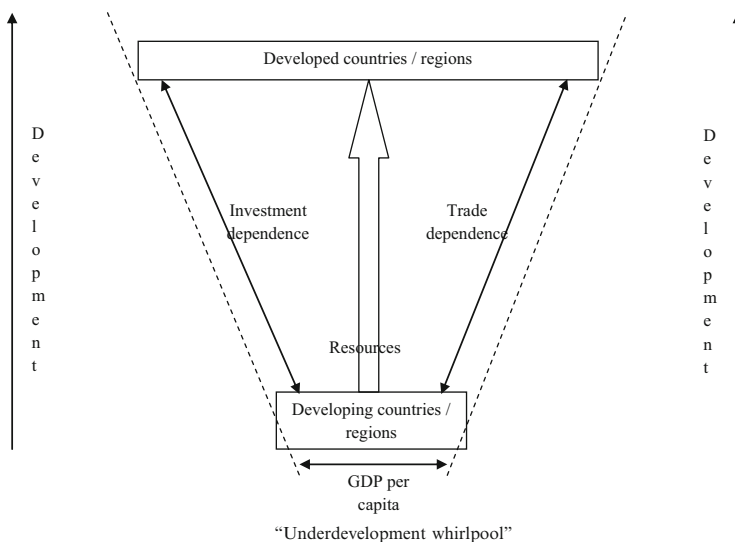 Developed countries / regions
D
e
v
e
l
o
p
m
e
n
t
Investment
dependence
Trade
dependence
D
e
v
e
l
o
p
m
e
n
t
Resources
Developing countries /
regions
GDP per
capita
“Underdevelopment whirlpool”